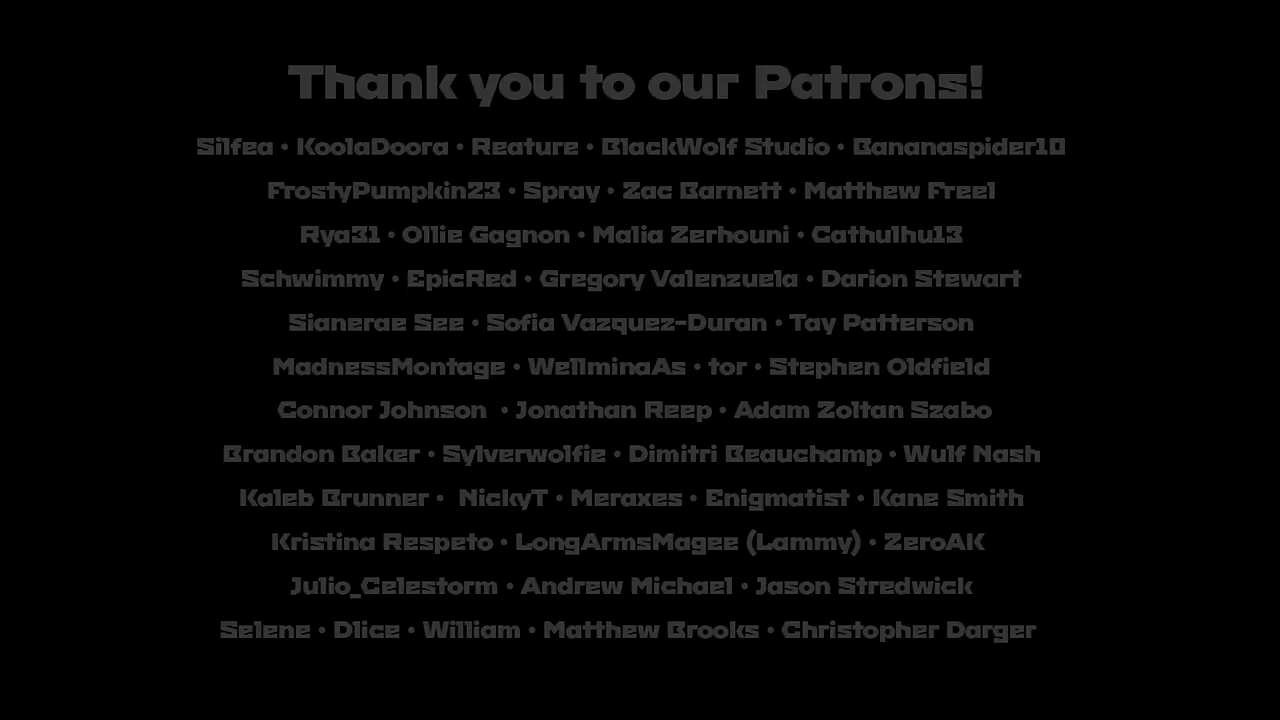 Thank you to our Patrons!
Silfea • KoolaDoora • Reature • BlackWolf Studio • Bananaspider10
FrostyPumpkin23 • Spray • Zac Barnett • Matthew Freel
Rya31 • Ollie Gagnon • Malia Zerhouni • Cathulhu13
Schwimmy • EpicRed • Gregory Valenzuela • Darion Stewart
Sianerae See • Sofia Vazquez-Duran • Tay Patterson
MadnessMontage • WellminaAs • tor • Stephen Oldfield
Connor Johnson • Jonathan Reep • Adam Zoltan Szabo
Brandon Baker • Sylverwolfie • Dimitri Beauchamp • Wulf Nash
Kaleb Brunner • NickyT • Meraxes • Enigmatist • Kane Smith
Kristina Respeto • LongArmsMagee (Lammy) • ZeroAK
Julio_Celestorm • Andrew Michael • Jason Stredwick
Selene • Dlice • William • Matthew Brooks • Christopher Darger